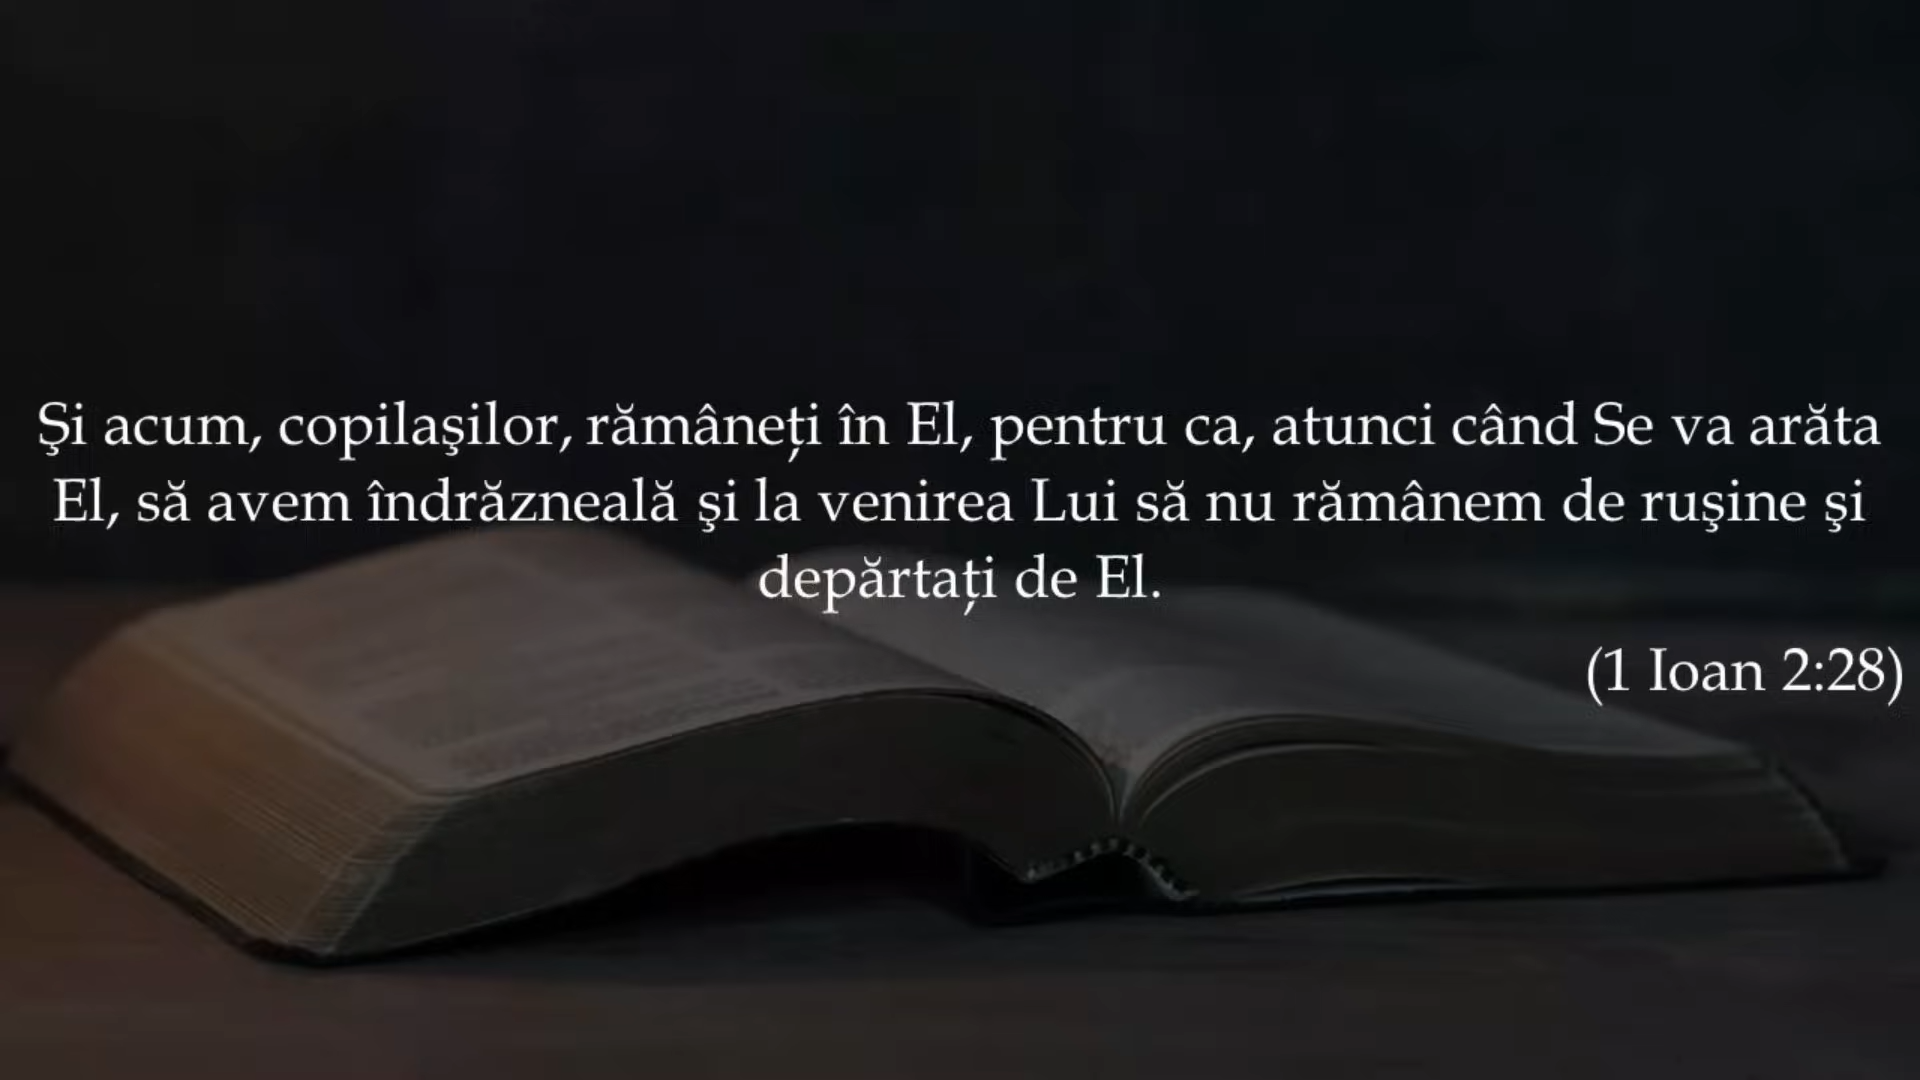 Şi acum, copilaşilor, rămâneți în El, pentru ca, atunci când Se va arăta
El, să avem îndrăzneală şi la venirea Lui să nu rămânem de ruşine şi
depărtați de El.
(1 Ioan 2:28)